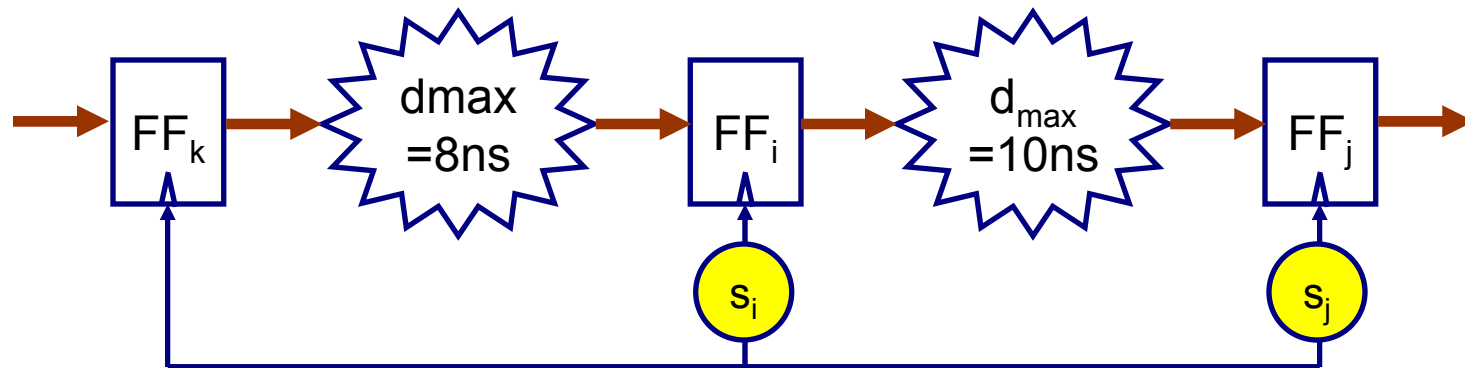 FFk
dmax
=8ns
FFi
dmax
=10ns
FFj
si
sj